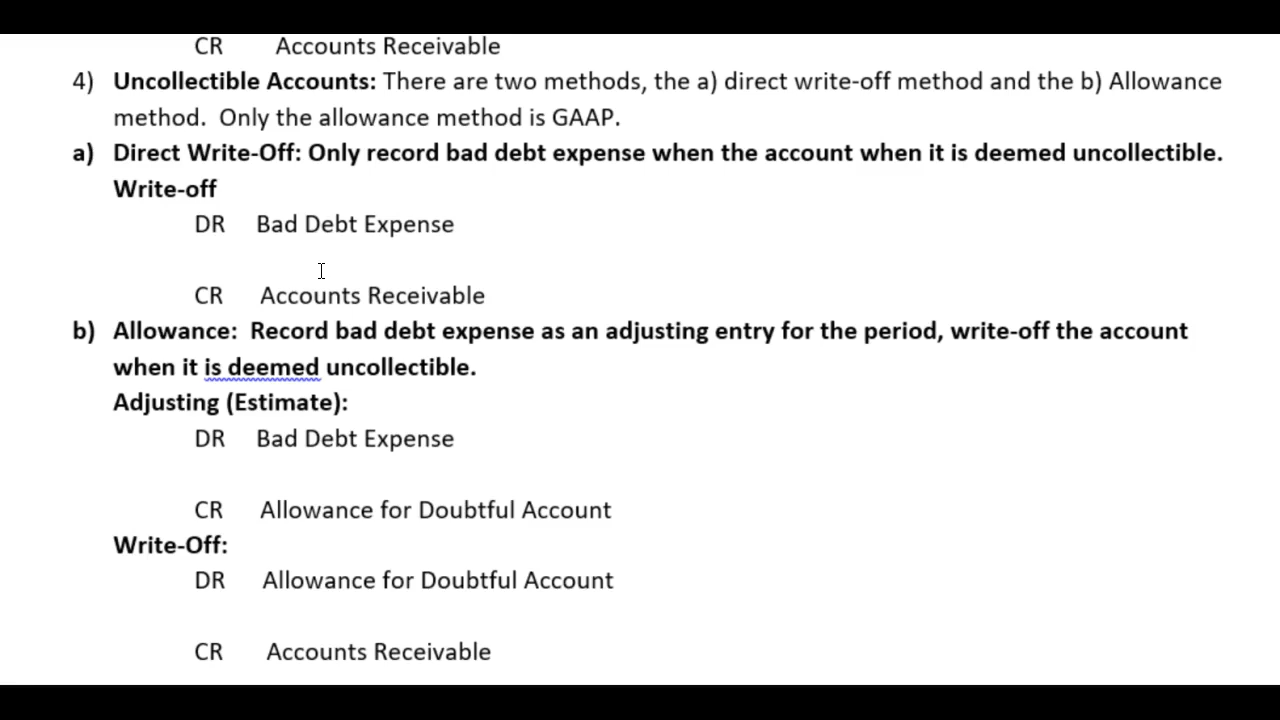 CR Accounts Receivable
4) Uncollectible Accounts: There are two methods, the a) direct write-off method and the b) Allowance
method. Only the allowance method is GAAP.
a) Direct Write-Off: Only record bad debt expense when the account when it is deemed uncollectible.
Write-off
DR Bad Debt Expense
CR Accounts Receivable
b) Allowance: Record bad debt expense as an adjusting entry for the period, write-off the account
when it is deemed uncollectible.
Adjusting (Estimate):
DR Bad Debt Expense
CR Allowance for Doubtful Account
Write-Off:
DR Allowance for Doubtful Account
CR Accounts Receivable